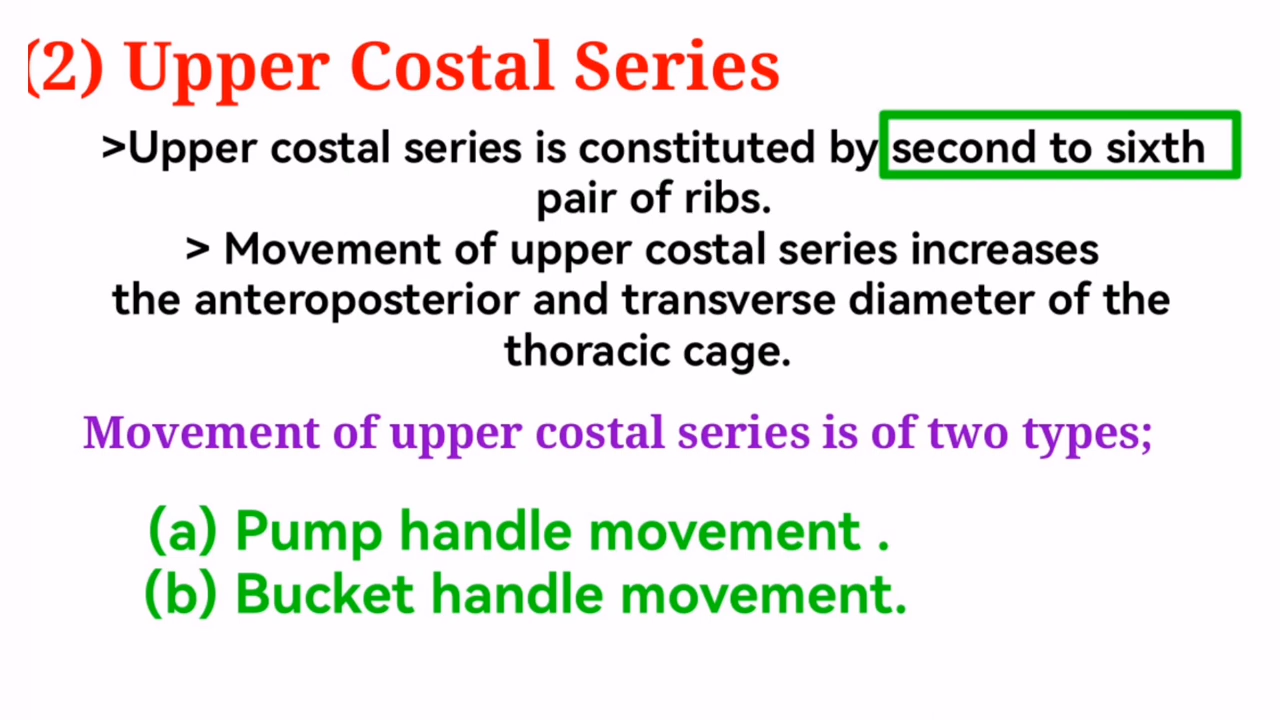 (2) Upper Costal Series
>Upper costal series is constituted by second to sixth
pair of ribs.
> Movement of upper costal series increases
the anteroposterior and transverse diameter of the
thoracic cage.
Movement of upper costal series is of two types;
(a) Pump handle movement .
(b) Bucket handle movement.